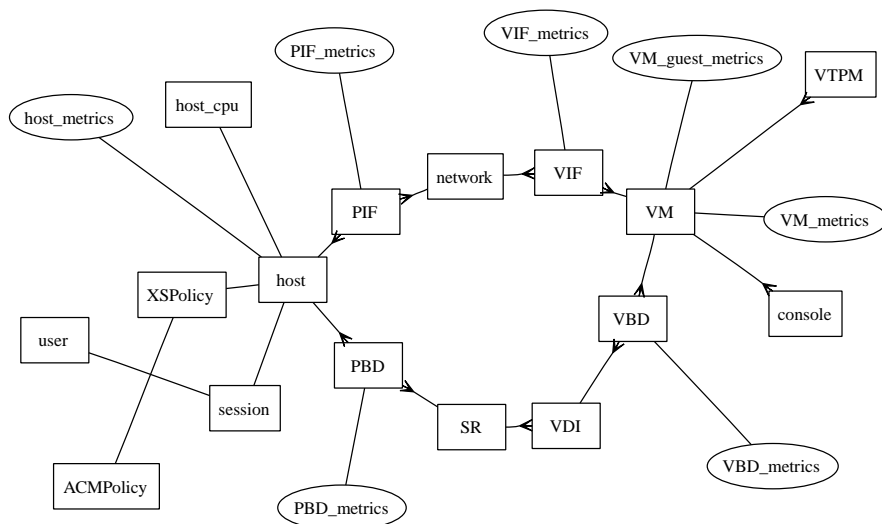 VIF_metrics
PIF_metrics
VM_guest_metrics
VTPM
host_cpu
host_metrics
network
VIF
PIF
VM
VM_metrics
host
XSPolicy
VBD
console
user
PBD
session
SR
VDI
VBD_metrics
ACMPolicy
PBD_metrics